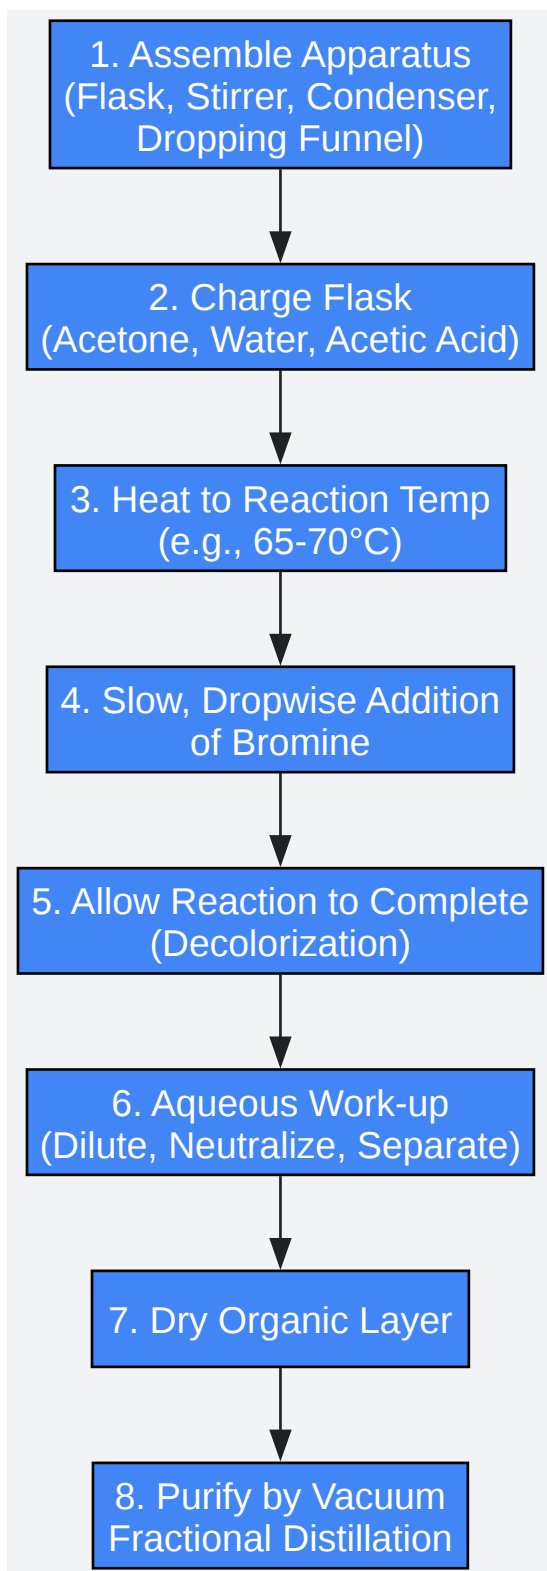 1. Assemble Apparatus
(Flask, Stirrer, Condenser,
Dropping Funnel)
2. Charge Flask
(Acetone, Water, Acetic Acid)
3. Heat to Reaction Temp
(e.g., 65-70°C)
4. Slow, Dropwise Addition
of Bromine
5. Allow Reaction to Complete
(Decolorization)
6. Aqueous Work-up
(Dilute, Neutralize, Separate)
7. Dry Organic Layer
8. Purify by Vacuum
Fractional Distillation